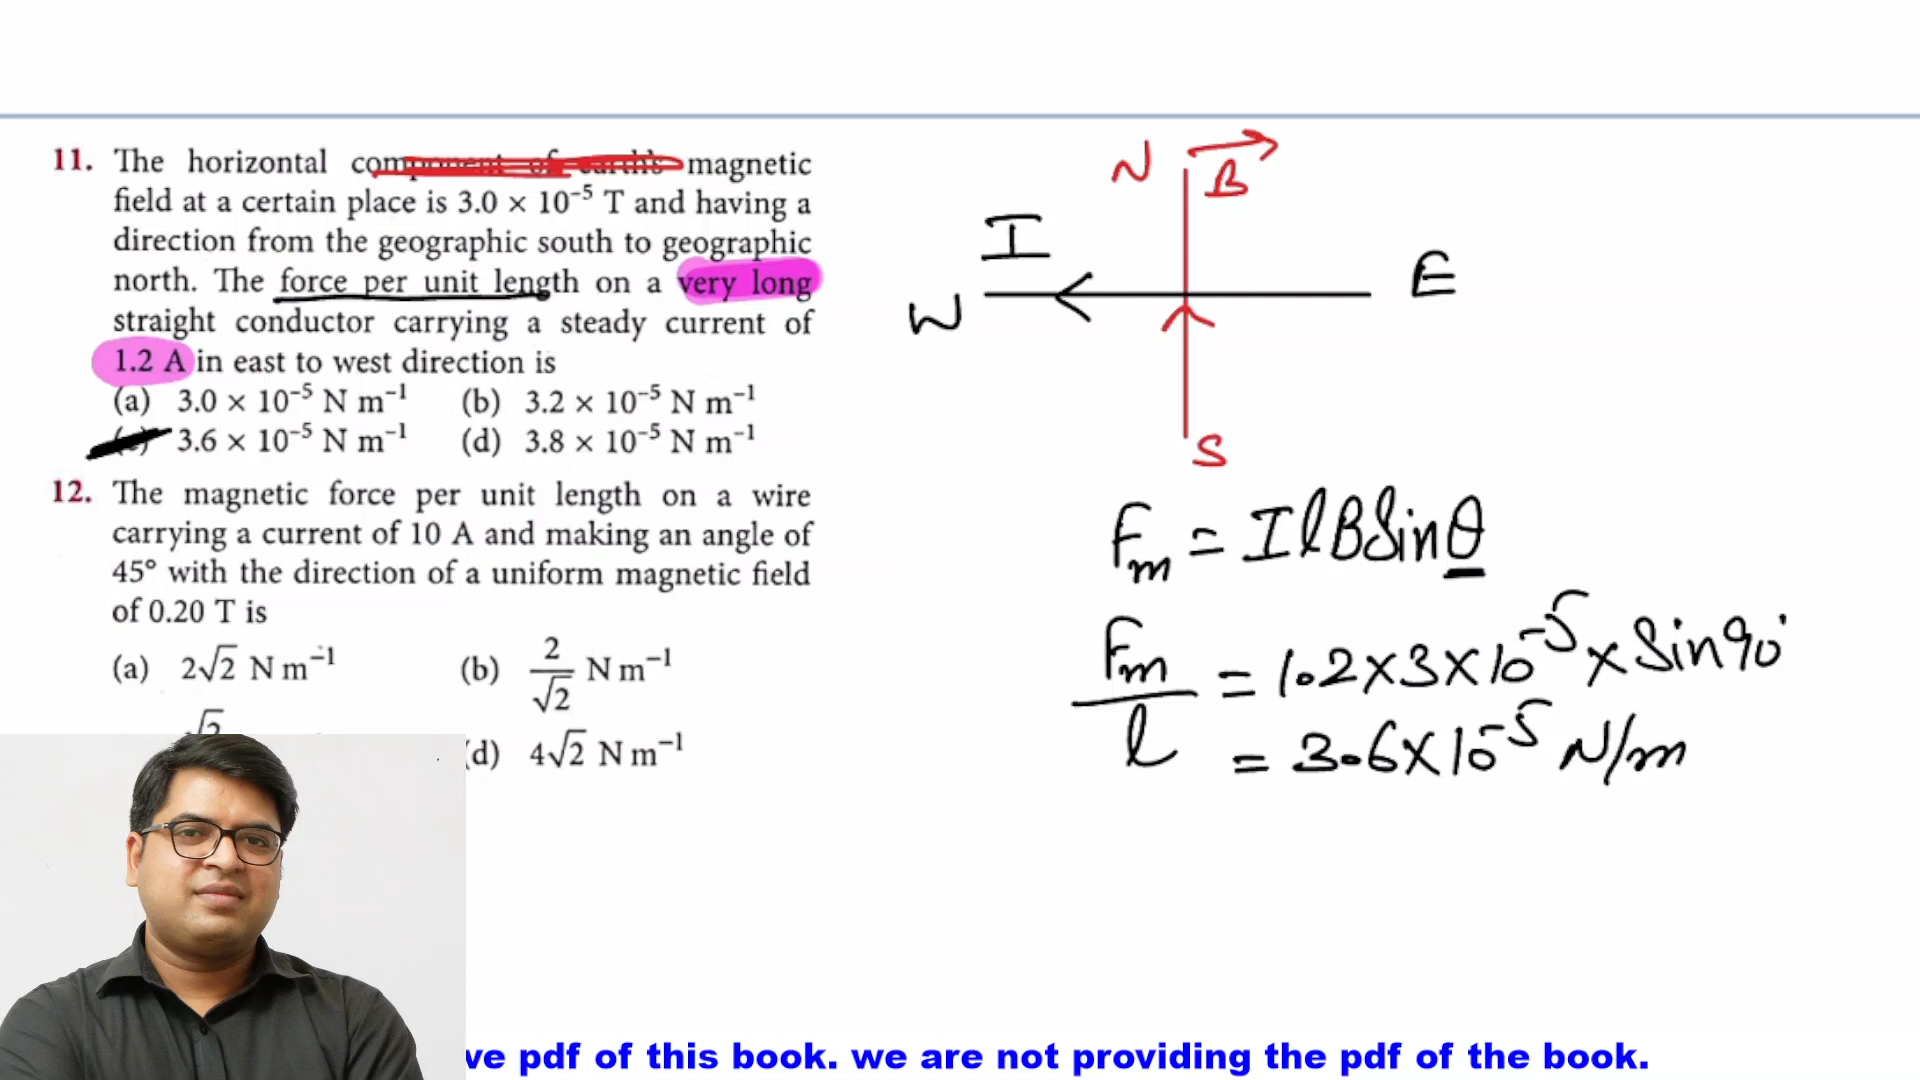 11. The horizontal component of earth's magnetic
field at a certain place is 3.0 × 10⁻⁵ T and having a
direction from the geographic south to geographic
north. The force per unit length on a very long
straight conductor carrying a steady current of
1.2 A in east to west direction is
(a) 3.0 × 10⁻⁵ N m⁻¹ (b) 3.2 × 10⁻⁵ N m⁻¹
(c) 3.6 × 10⁻⁵ N m⁻¹ (d) 3.8 × 10⁻⁵ N m⁻¹
12. The magnetic force per unit length on a wire
carrying a current of 10 A and making an angle of
45° with the direction of a uniform magnetic field
of 0.20 T is
(a) 2√2 N m⁻¹ (b) 2/√2 N m⁻¹
(d) 4√2 N m⁻¹
N B
I
W E
S
Fm = IlBSinθ
Fm/l = 1.2×3×10⁻⁵×Sin90°
= 3.6×10⁻⁵ N/m
ve pdf of this book. we are not providing the pdf of the book.